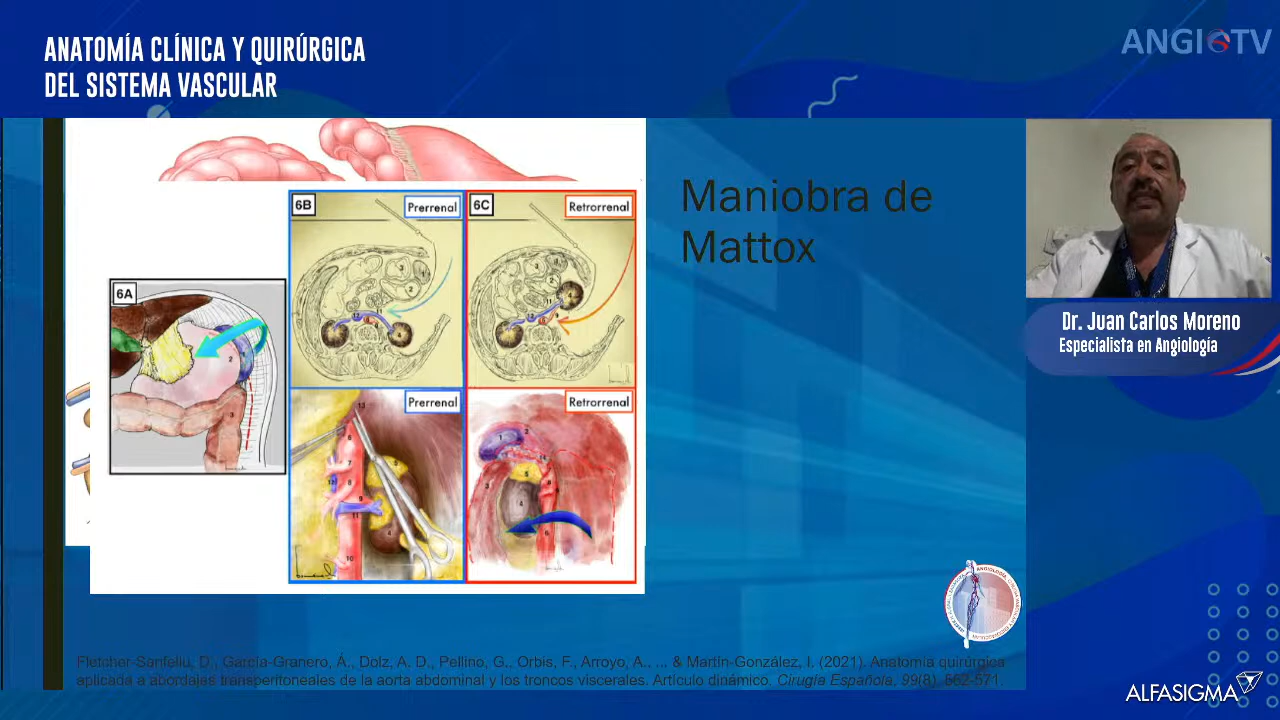 ANATOMÍA CLÍNICA Y QUIRÚRGICA
DEL SISTEMA VASCULAR
ANGIOTV
Maniobra de
Mattox
6A
6B
Prerrenal
6C
Retrorrenal
Prerrenal
Retrorrenal
Dr. Juan Carlos Moreno
Especialista en Angiología
Fletcher-Sanfeliu, D., García-Granero, Á., Dolz, A. D., Pellino, G., Orbis, F., Arroyo, A., ... & Martín-González, I. (2021). Anatomía quirúrgica
aplicada a abordajes transperitoneales de la aorta abdominal y los troncos viscerales. Artículo dinámico. Cirugía Española, 99(8), 562-571.
ALFASIGMA